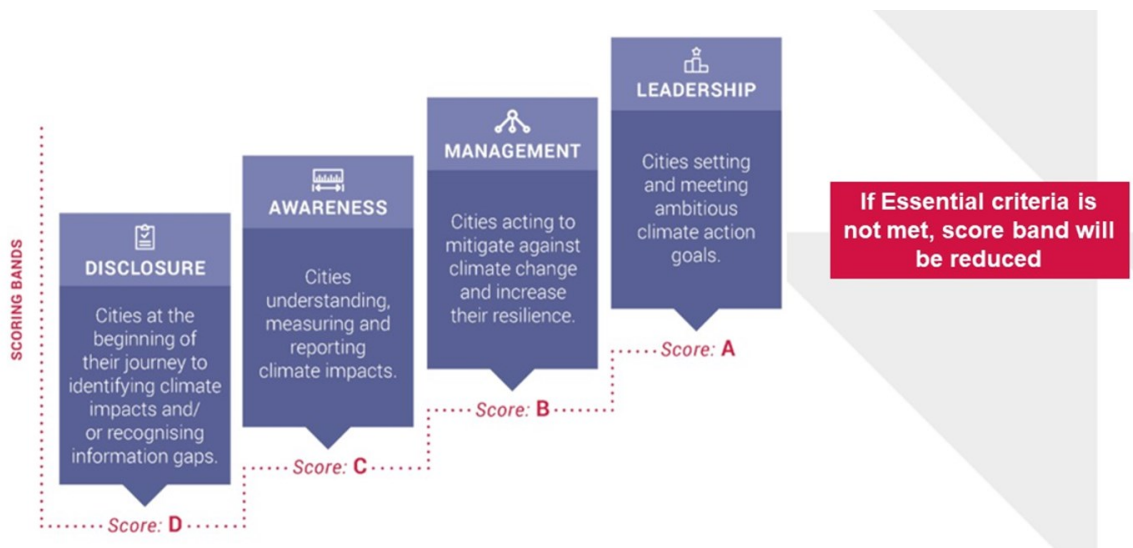 SCORING BANDS
DISCLOSURE
Cities at the
beginning of
their journey to
identifying climate
impacts and/
or recognising
information gaps.
Score: D
AWARENESS
Cities
understanding,
measuring and
reporting
climate impacts.
Score: C
MANAGEMENT
Cities acting to
mitigate against
climate change
and increase
their resilience.
Score: B
LEADERSHIP
Cities setting
and meeting
ambitious
climate action
goals.
Score: A
If Essential criteria is
not met, score band will
be reduced